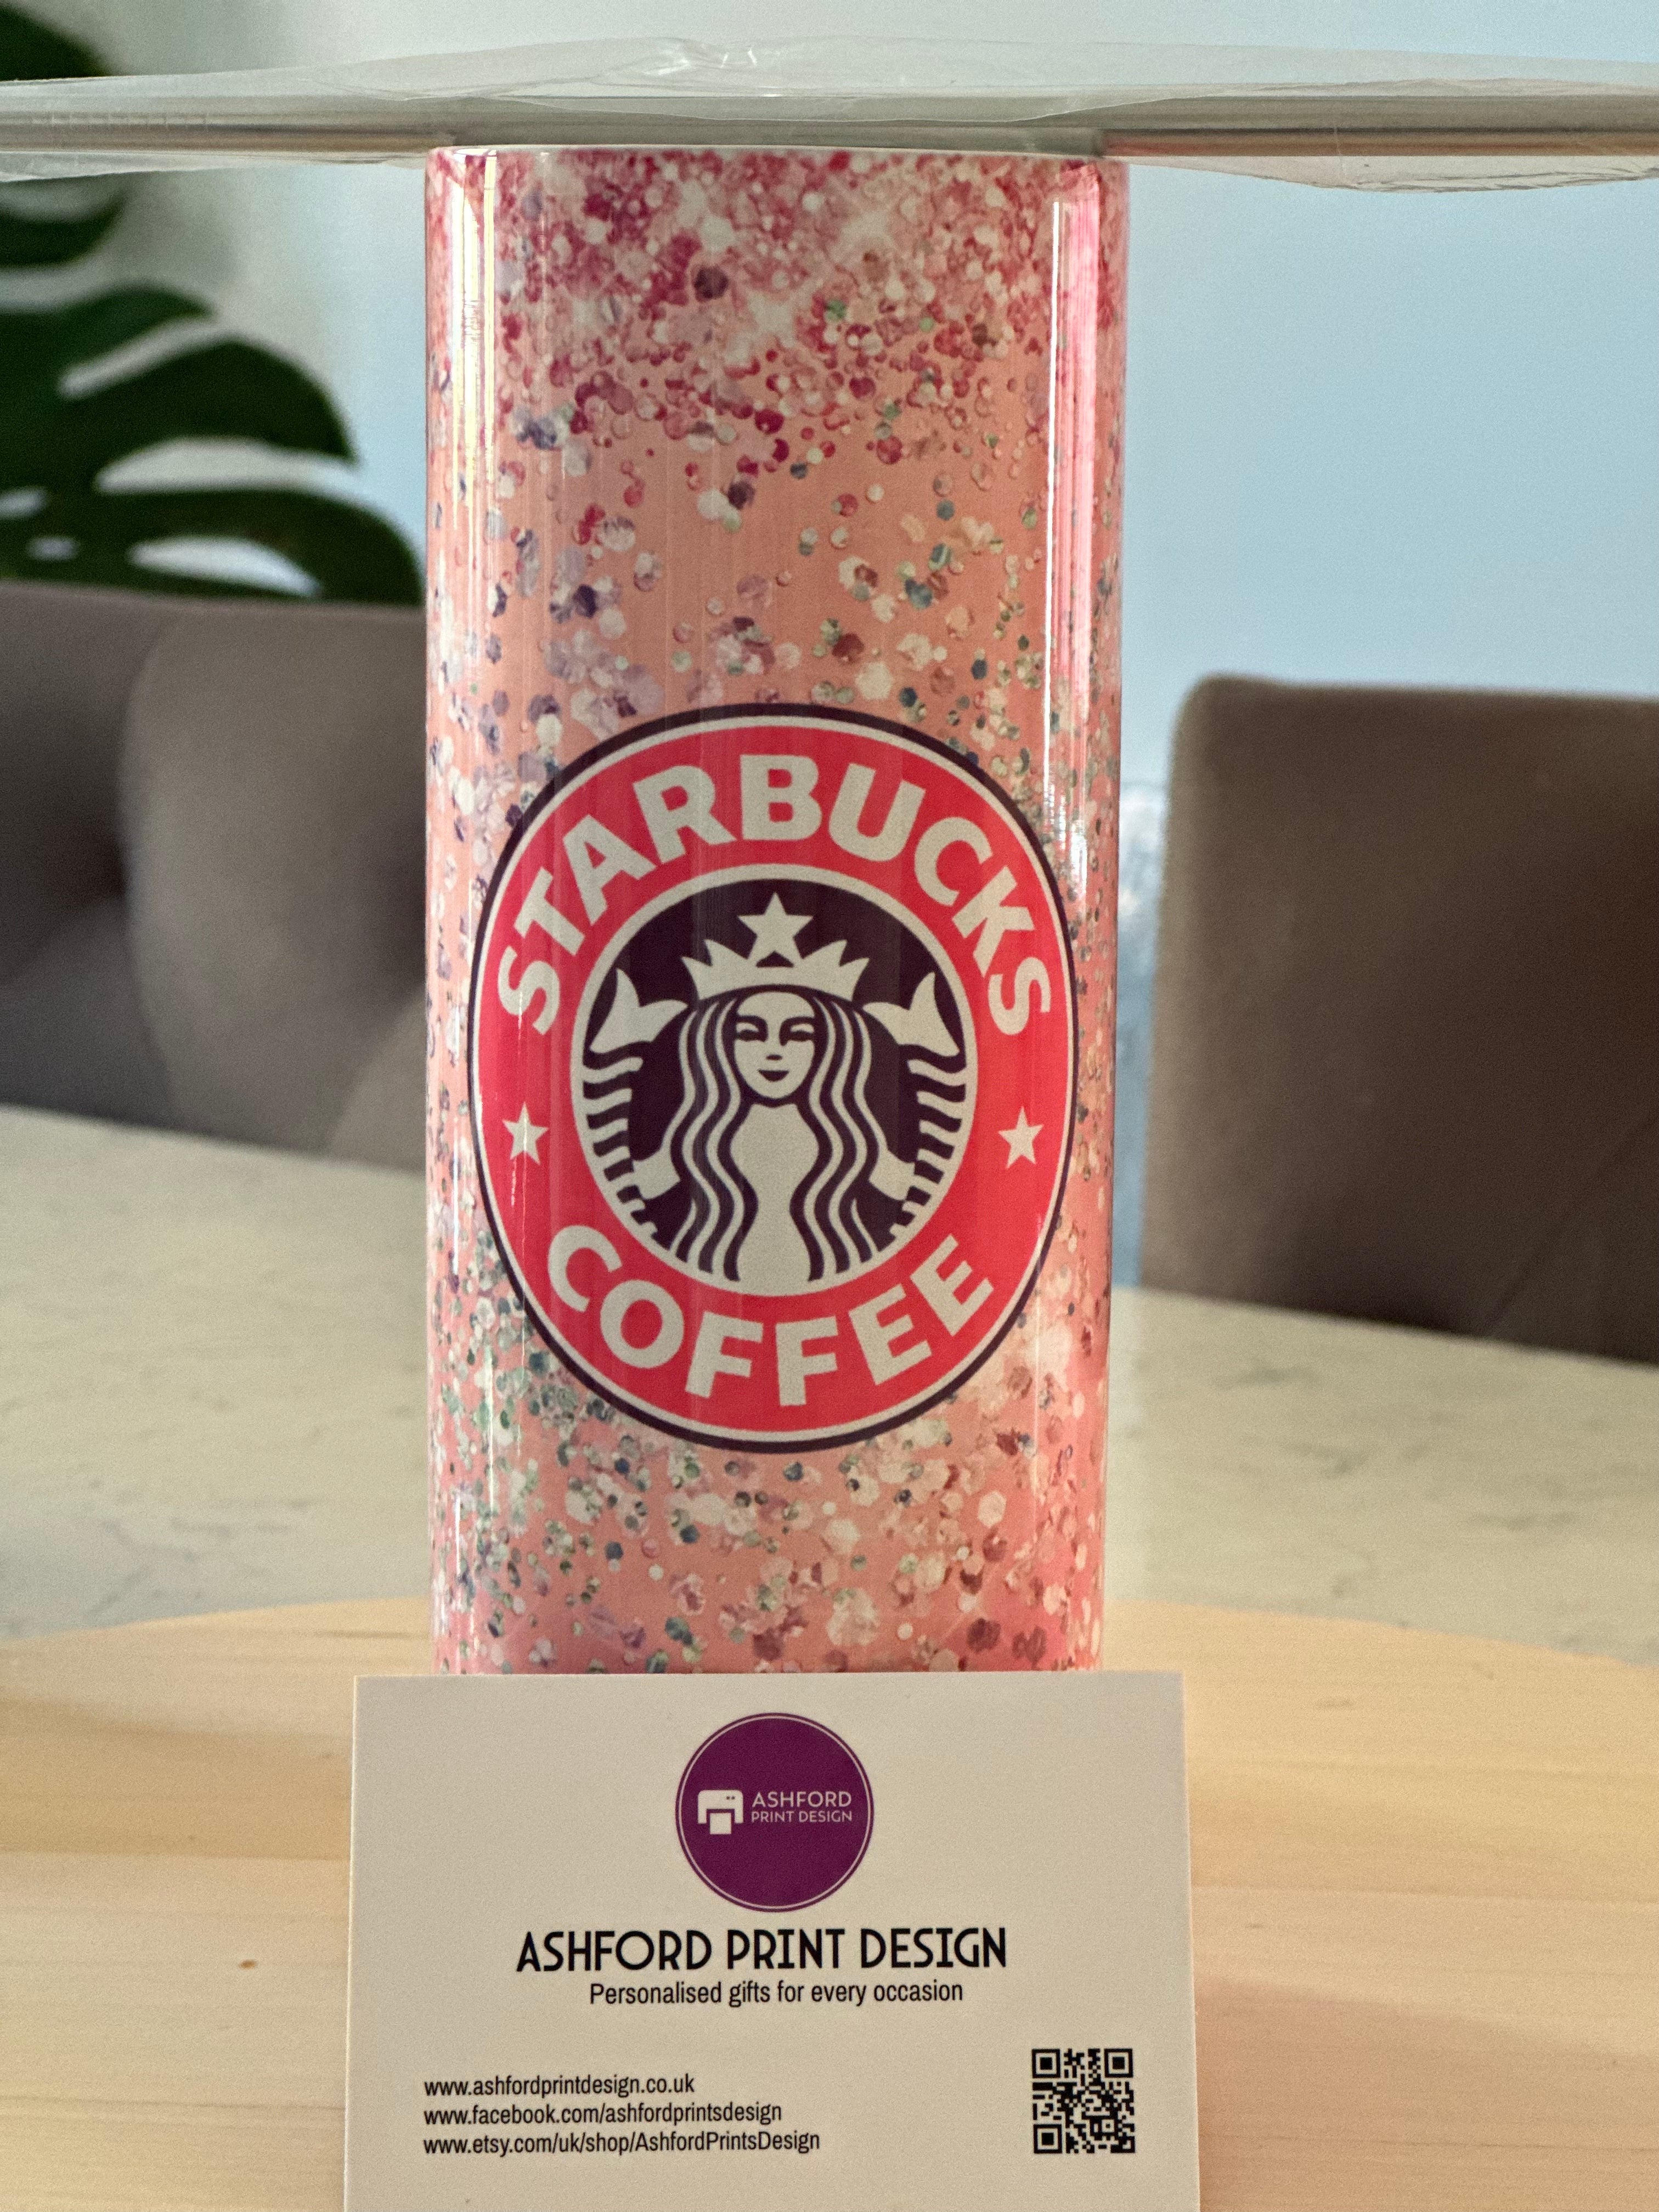 STARBUCKS
COFFEE
ASHFORD
PRINT DESIGN
ASHFORD PRINT DESIGN
Personalised gifts for every occasion
www.ashfordprintdesign.co.uk
www.facebook.com/ashfordprintsdesign
www.etsy.com/uk/shop/AshfordPrintsDesign